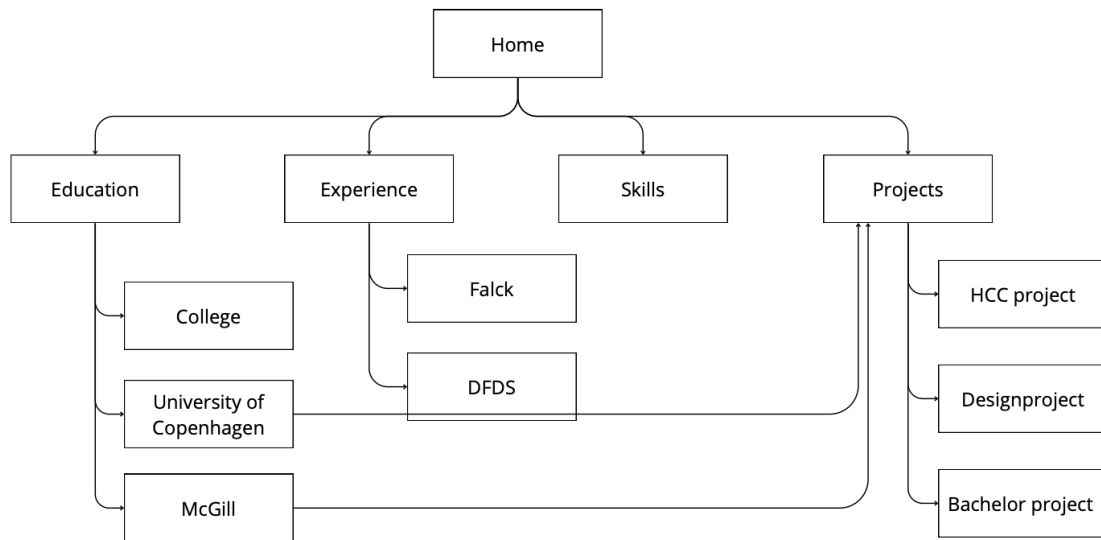 Home
Education
Experience
Skills
Projects
Falck
HCC project
College
DFDS
Designproject
University of
Copenhagen
McGill
Bachelor project